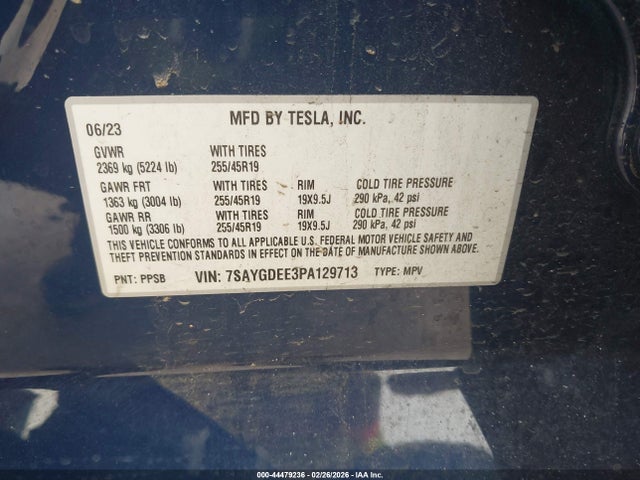 MFD BY TESLA, INC.
06/23
GVWR WITH TIRES
2369 kg (5224 lb) 255/45R19
GAWR FRT WITH TIRES RIM COLD TIRE PRESSURE
1363 kg (3004 lb) 255/45R19 19X9.5J 290 kPa, 42 psi
GAWR RR WITH TIRES RIM COLD TIRE PRESSURE
1500 kg (3306 lb) 255/45R19 19X9.5J 290 kPa, 42 psi
THIS VEHICLE CONFORMS TO ALL APPLICABLE U.S. FEDERAL MOTOR VEHICLE SAFETY AND
THEFT PREVENTION STANDARDS IN EFFECT ON THE DATE OF MANUFACTURE SHOWN ABOVE.
PNT: PPSB VIN: 7SAYGDEE3PA129713 TYPE: MPV
000-44479236 - 02/26/2026 - IAA Inc.